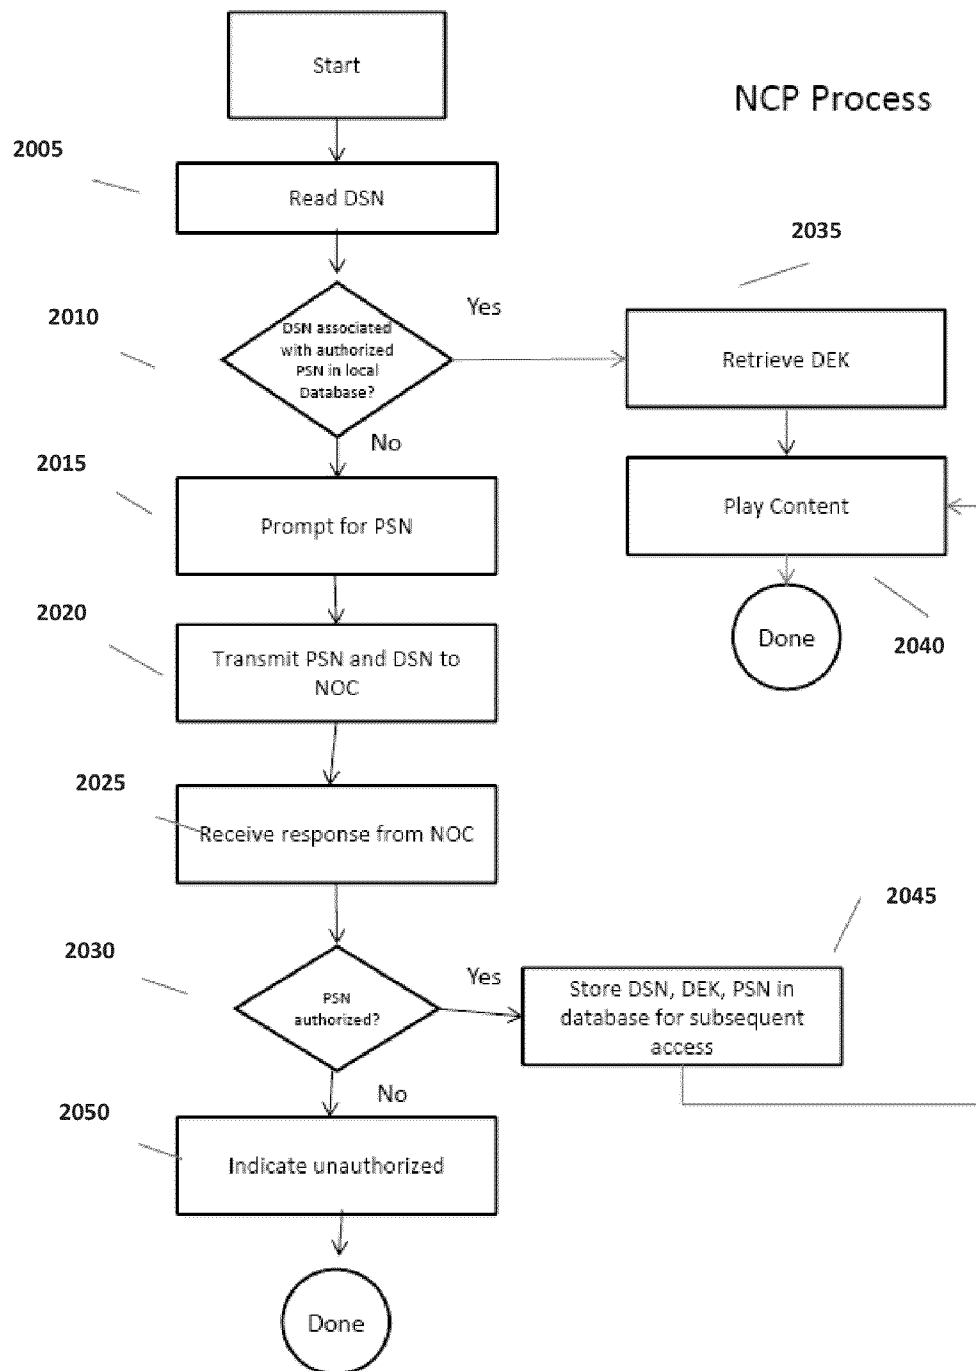 Start
NCP Process
2005
Read DSN
2035
2010
DSN associated
with authorized
PSN in local
Database?
Yes
Retrieve DEK
No
2015
Prompt for PSN
Play Content
2020
Transmit PSN and DSN to
NOC
Done
2040
2025
Receive response from NOC
2045
2030
PSN
authorized?
Yes
Store DSN, DEK, PSN in
database for subsequent
access
No
2050
Indicate unauthorized
Done